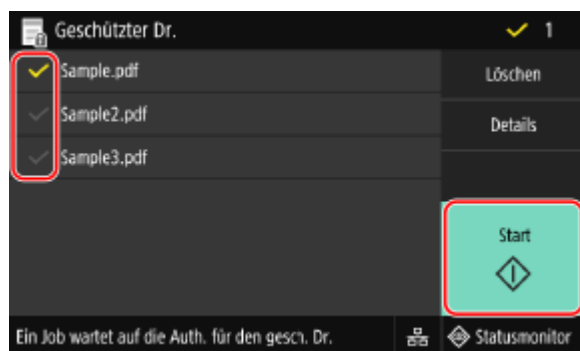 Geschützter Dr.
1
Sample.pdf
Löschen
Sample2.pdf
Details
Sample3.pdf
Start
Ein Job wartet auf die Auth. für den gesch. Dr.
Statusmonitor